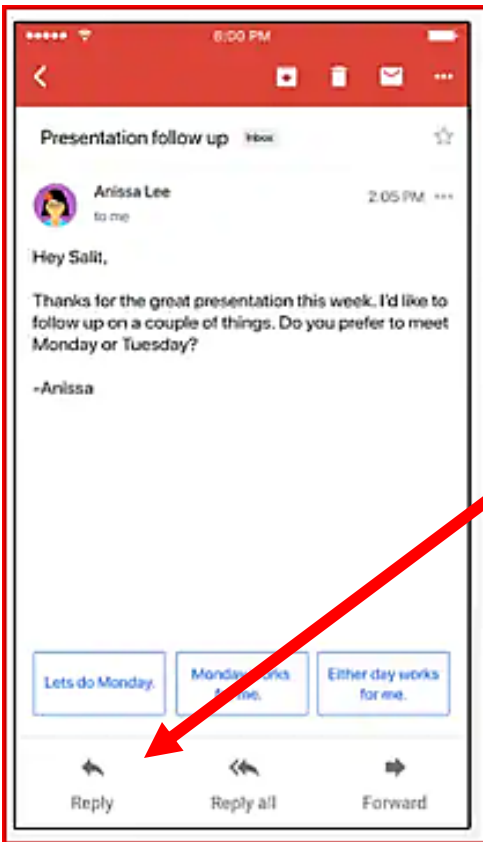 6:00 PM
Presentation follow up Inbox
Anissa Lee
2:05 PM
to me
Hey Salit,
Thanks for the great presentation this week. I'd like to
follow up on a couple of things. Do you prefer to meet
Monday or Tuesday?
-Anissa
Lets do Monday.
Monday works
for me.
Either day works
for me.
Reply
Reply all
Forward